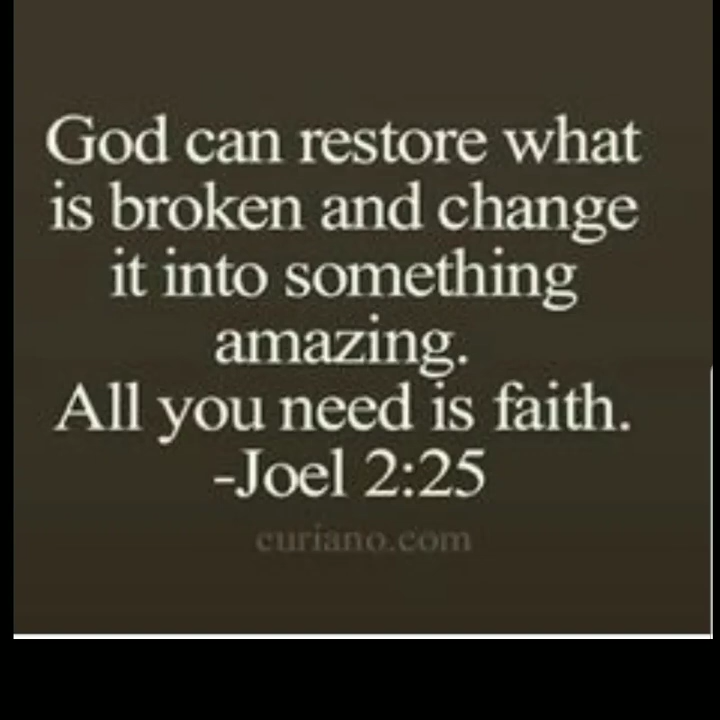 God can restore what
is broken and change
it into something
amazing.
All you need is faith.
-Joel 2:25
curiano.com